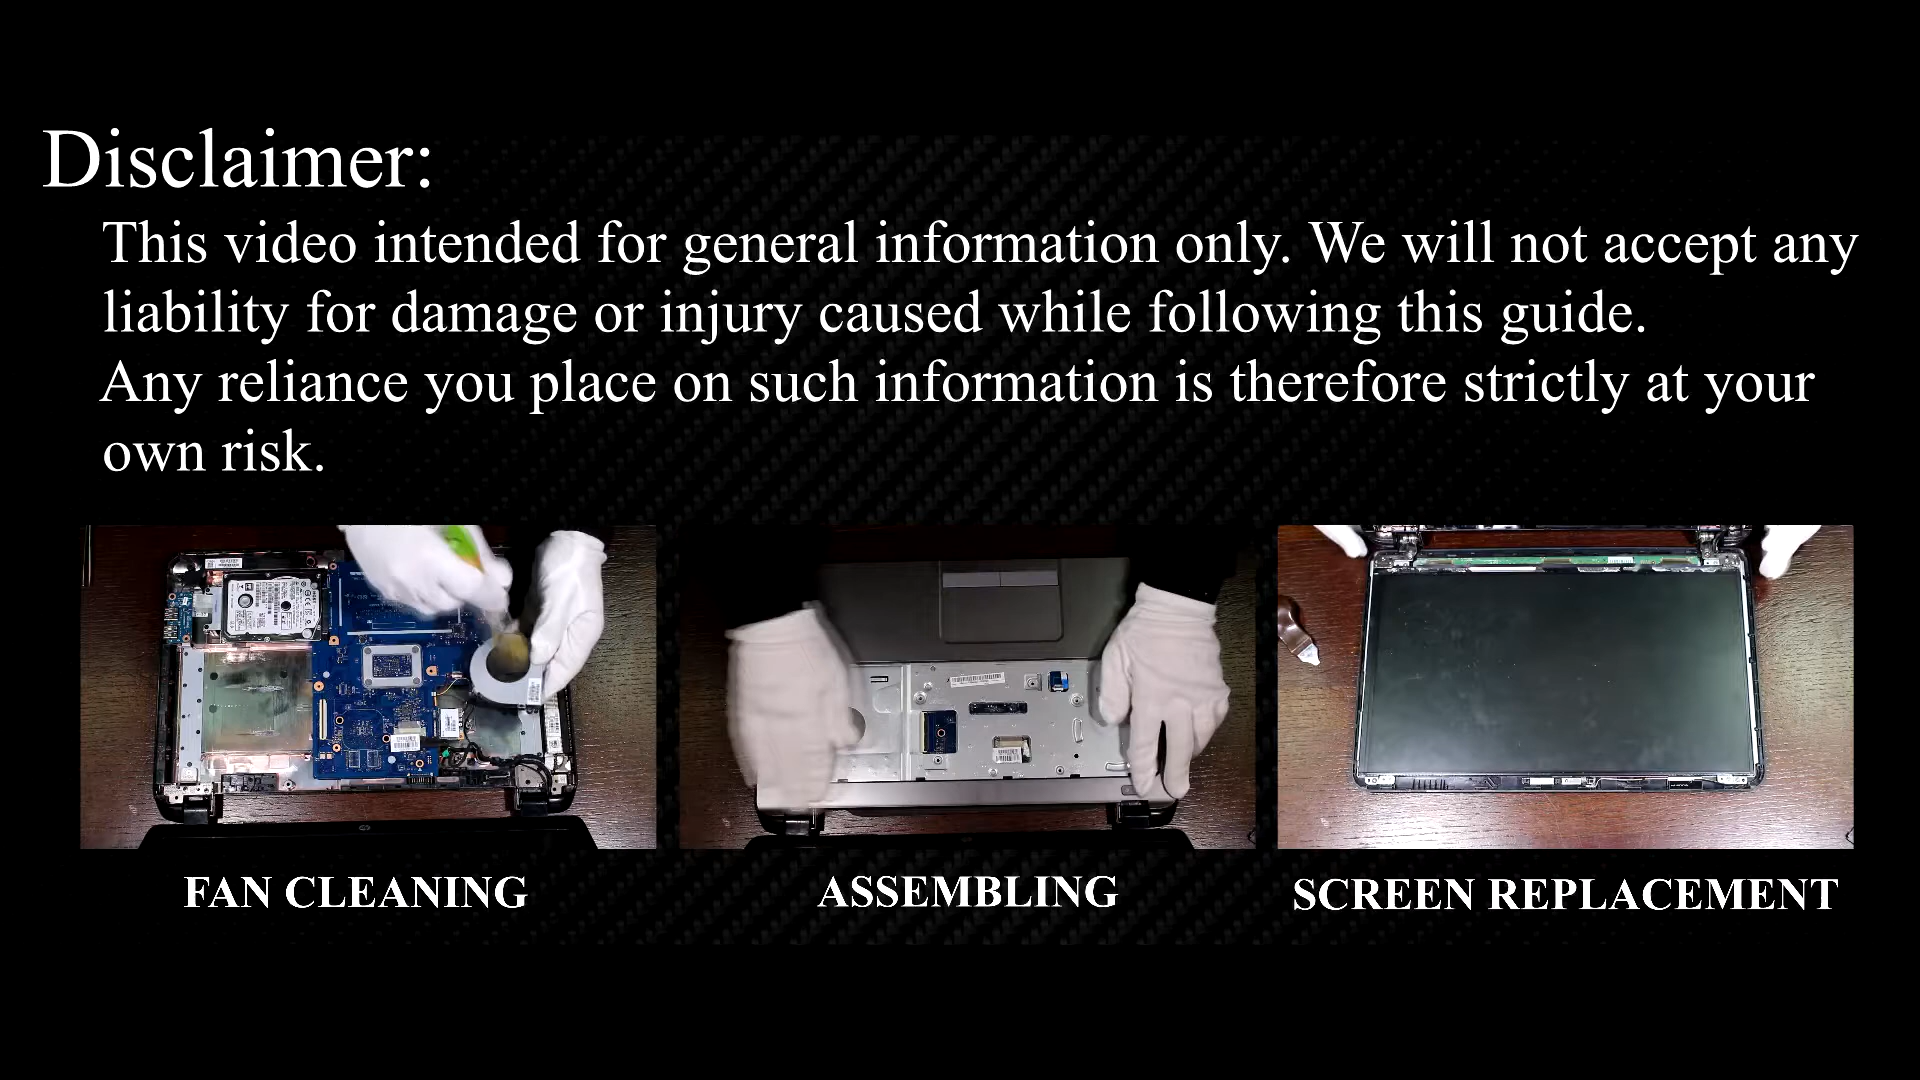 Disclaimer:
This video intended for general information only. We will not accept any
liability for damage or injury caused while following this guide.
Any reliance you place on such information is therefore strictly at your
own risk.
FAN CLEANING
ASSEMBLING
SCREEN REPLACEMENT